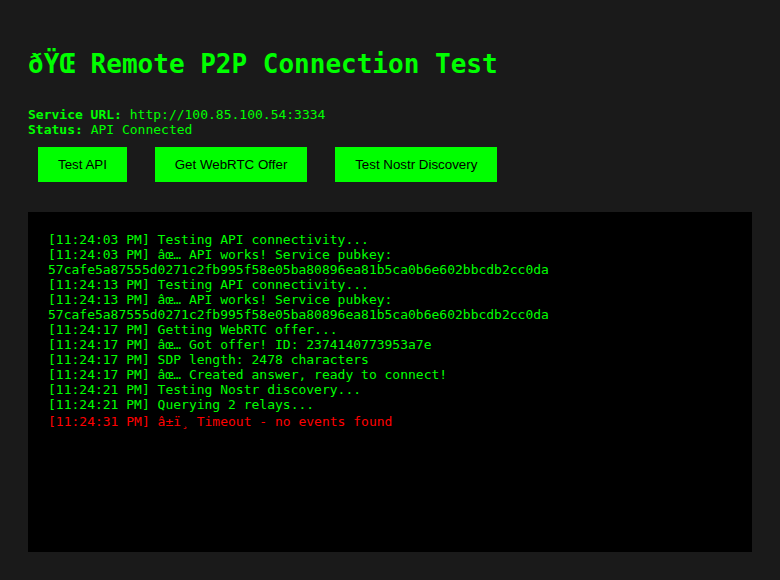 ðŸŒ Remote P2P Connection Test
Service URL: http://100.85.100.54:3334
Status: API Connected
Test API
Get WebRTC Offer
Test Nostr Discovery
[11:24:03 PM] Testing API connectivity...
[11:24:03 PM] âœ… API works! Service pubkey:
57cafe5a87555d0271c2fb995f58e05ba80896ea81b5ca0b6e602bbcdb2cc0da
[11:24:13 PM] Testing API connectivity...
[11:24:13 PM] âœ… API works! Service pubkey:
57cafe5a87555d0271c2fb995f58e05ba80896ea81b5ca0b6e602bbcdb2cc0da
[11:24:17 PM] Getting WebRTC offer...
[11:24:17 PM] âœ… Got offer! ID: 2374140773953a7e
[11:24:17 PM] SDP length: 2478 characters
[11:24:17 PM] âœ… Created answer, ready to connect!
[11:24:21 PM] Testing Nostr discovery...
[11:24:21 PM] Querying 2 relays...
[11:24:31 PM] â±ï¸ Timeout - no events found